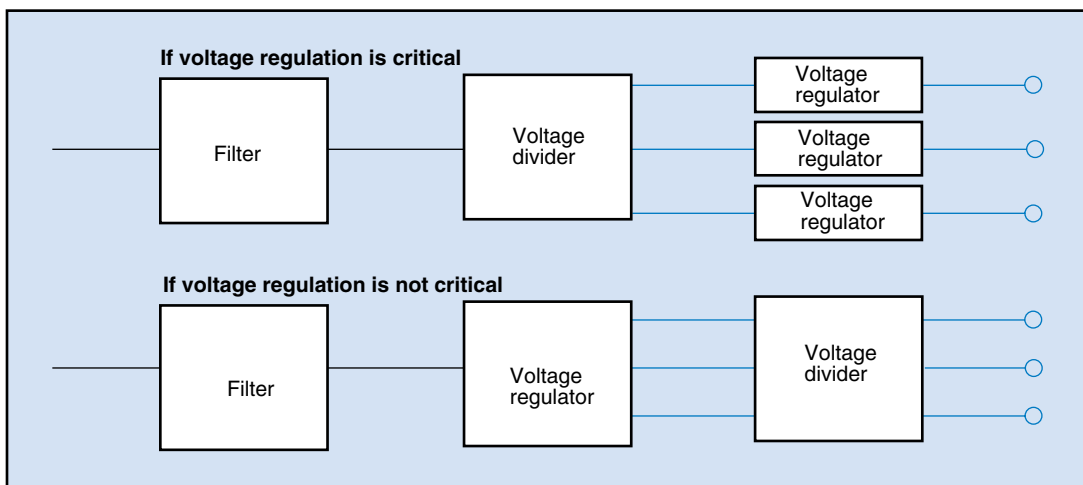 If voltage regulation is critical
Filter
Voltage
divider
Voltage
regulator
Voltage
regulator
Voltage
regulator
If voltage regulation is not critical
Filter
Voltage
regulator
Voltage
divider